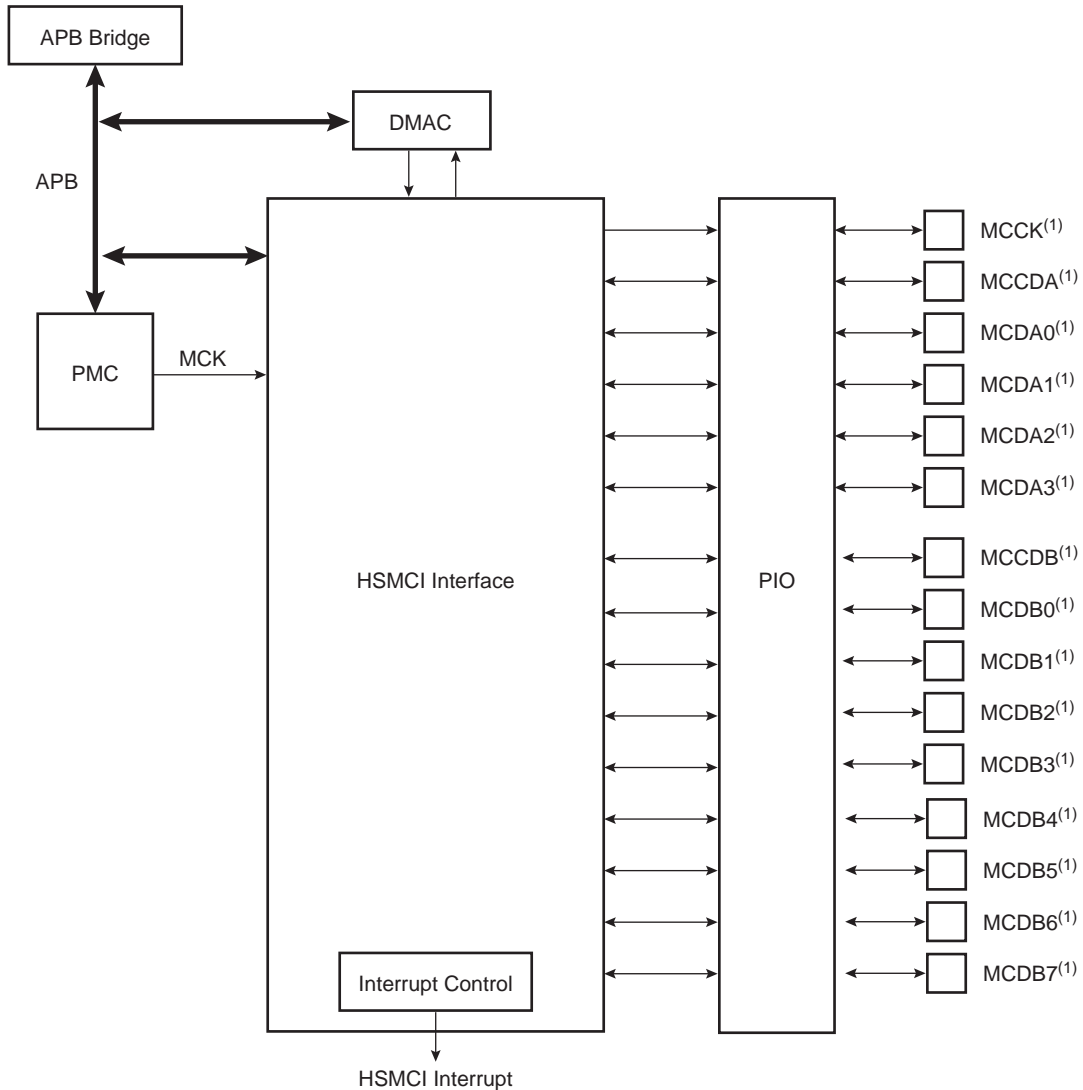 APB Bridge
DMAC
APB
PMC
MCK
HSMCI Interface
PIO
MCCK(1)
MCCDA(1)
MCDA0(1)
MCDA1(1)
MCDA2(1)
MCDA3(1)
MCCDB(1)
MCDB0(1)
MCDB1(1)
MCDB2(1)
MCDB3(1)
MCDB4(1)
MCDB5(1)
MCDB6(1)
MCDB7(1)
Interrupt Control
HSMCI Interrupt